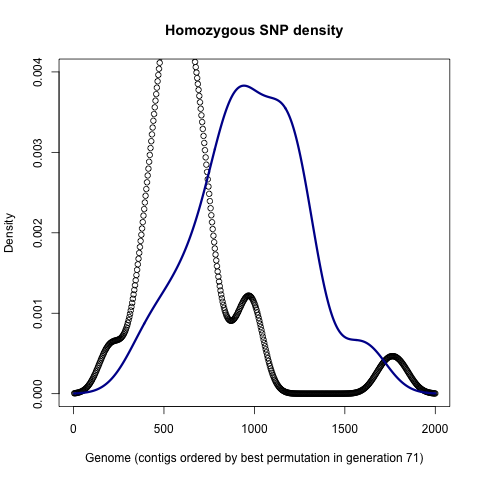 Homozygous SNP density
Density
0.004
0.003
0.002
0.001
0.000
0 500 1000 1500 2000
Genome (contigs ordered by best permutation in generation 71)